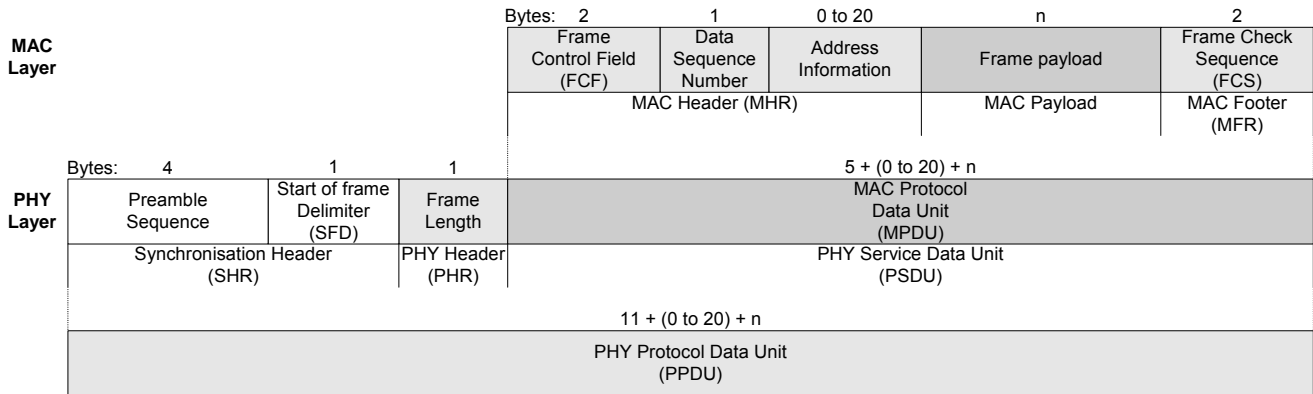 Bytes: 2 1 0 to 20 n 2
MAC
Layer
Frame
Control Field
(FCF)
Data
Sequence
Number
Address
Information
Frame payload
Frame Check
Sequence
(FCS)
MAC Header (MHR)
MAC Payload
MAC Footer
(MFR)
Bytes: 4 1 1 5 + (0 to 20) + n
PHY
Layer
Preamble
Sequence
Start of frame
Delimiter
(SFD)
Frame
Length
MAC Protocol
Data Unit
(MPDU)
Synchronisation Header
(SHR)
PHY Header
(PHR)
PHY Service Data Unit
(PSDU)
11 + (0 to 20) + n
PHY Protocol Data Unit
(PPDU)